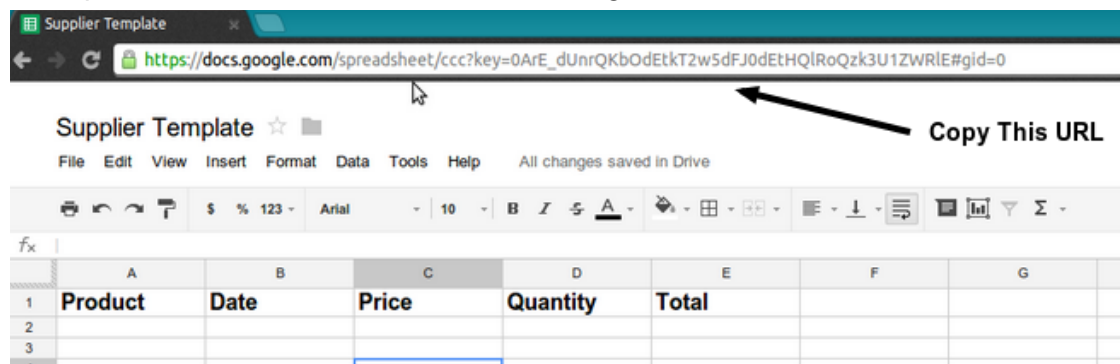 Supplier Template
https://docs.google.com/spreadsheet/ccc?key=0ArE_dUnrQKbOdEtkT2w5dFJ0dEtHQlRoQzk3U1ZWRlE#gid=0
Supplier Template
Copy This URL
File Edit View Insert Format Data Tools Help All changes saved in Drive
$ % 123 Arial 10 B I S A Σ
fx
A B C D E F G
1 Product Date Price Quantity Total
2
3